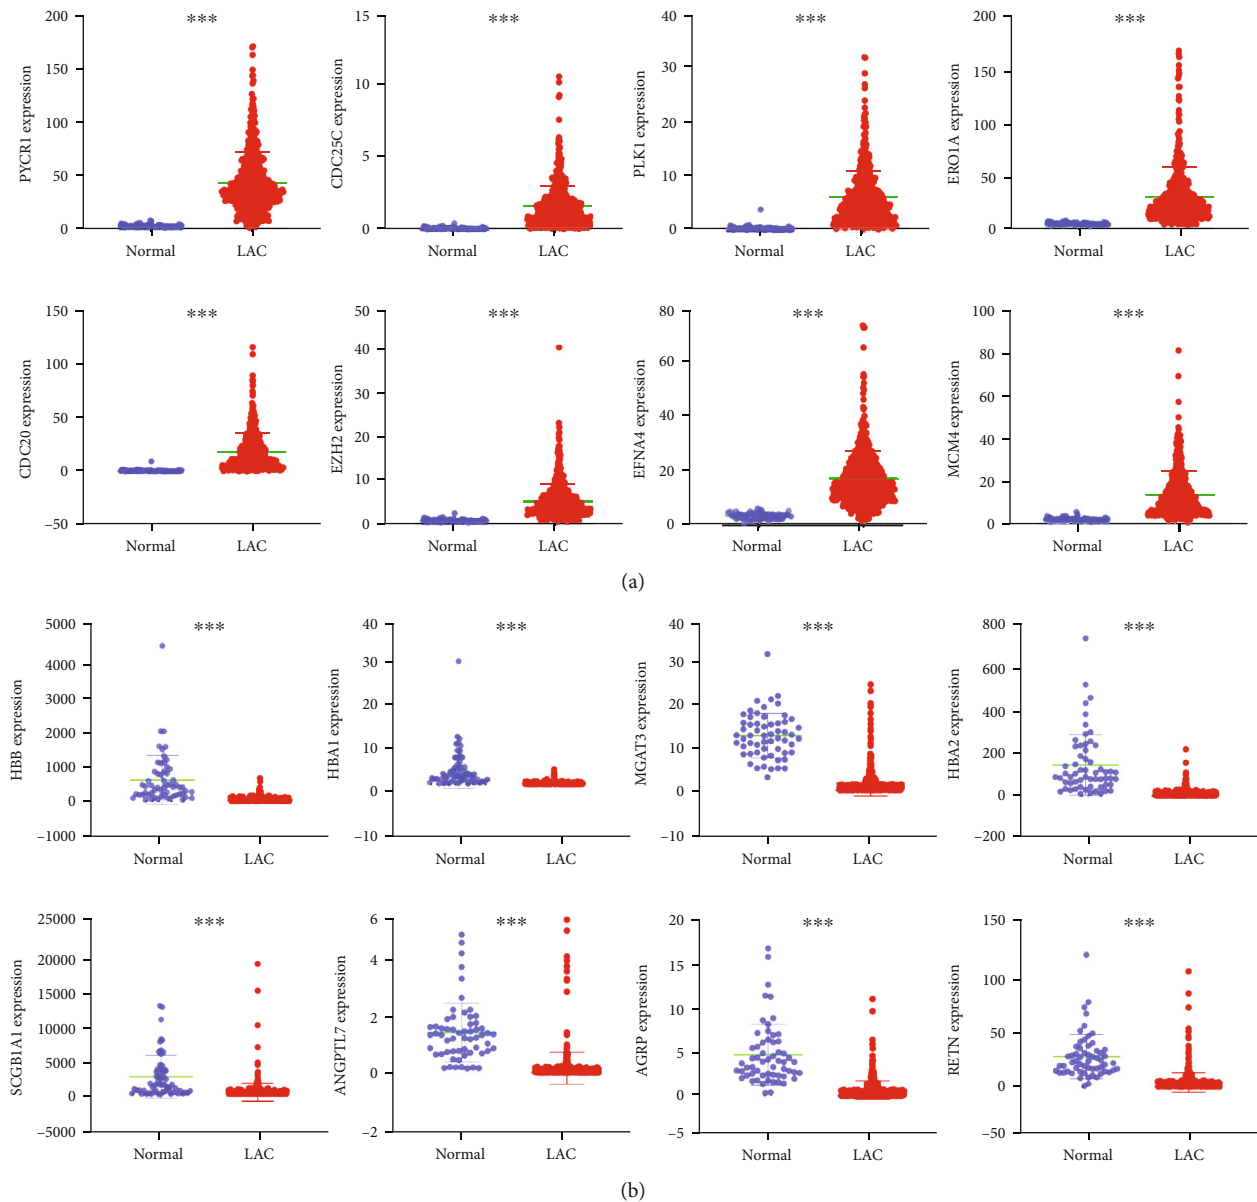 PYCR1 expression
200
150
100
50
0
***
Normal
LAC
CDC25C expression
15
10
5
0
***
Normal
LAC
PLK1 expression
40
30
20
10
0
***
Normal
LAC
ERO1A expression
200
150
100
50
0
***
Normal
LAC
CDC20 expression
150
100
50
0
−50
***
Normal
LAC
EZH2 expression
50
40
30
20
10
0
***
Normal
LAC
EFNA4 expression
80
60
40
20
0
***
Normal
LAC
MCM4 expression
100
80
60
40
20
0
***
Normal
LAC
(a)
HBB expression
5000
4000
3000
2000
1000
0
−1000
***
Normal
LAC
HBA1 expression
40
30
20
10
0
−10
***
Normal
LAC
MGAT3 expression
40
30
20
10
0
−10
***
Normal
LAC
HBA2 expression
800
600
400
200
0
−200
***
Normal
LAC
SCGB1A1 expression
25000
20000
15000
10000
5000
0
−5000
***
Normal
LAC
ANGPTL7 expression
6
4
2
0
−2
***
Normal
LAC
AGRP expression
20
15
10
5
0
−5
***
Normal
LAC
RETN expression
150
100
50
0
−50
***
Normal
LAC
(b)